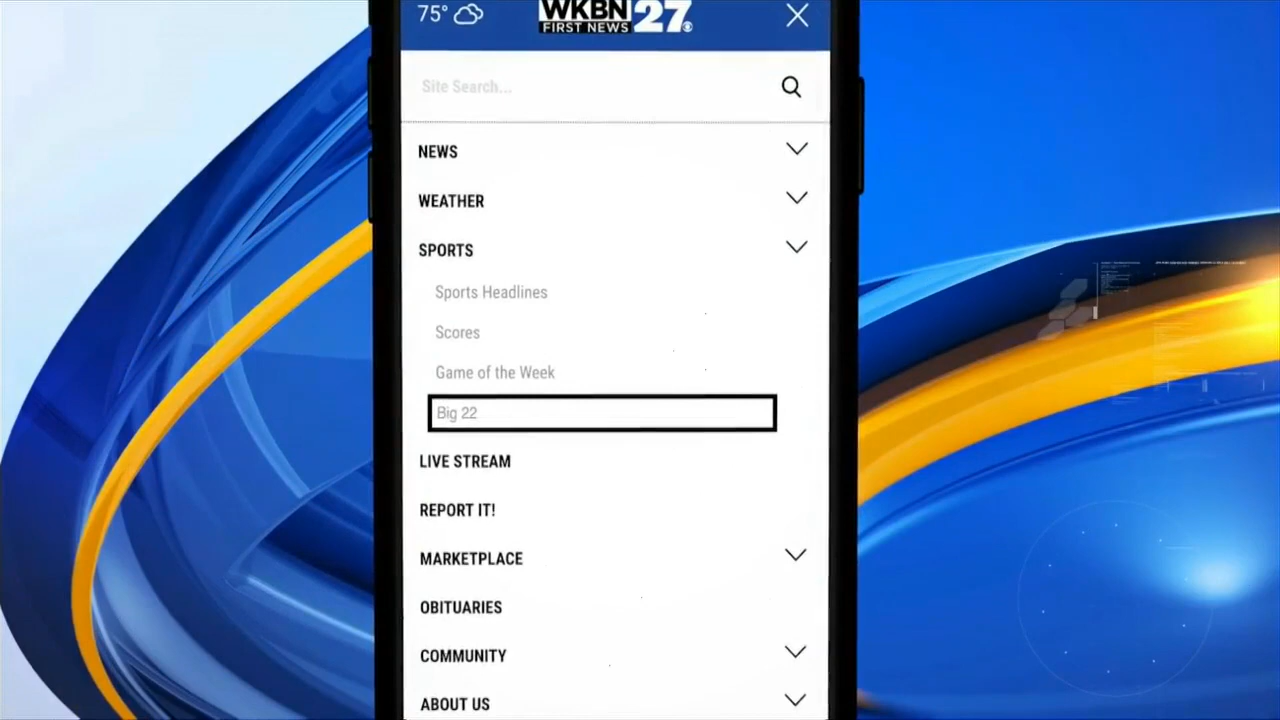 75°
WKBN 27
FIRST NEWS
Site Search...
NEWS
WEATHER
SPORTS
Sports Headlines
Scores
Game of the Week
Big 22
LIVE STREAM
REPORT IT!
MARKETPLACE
OBITUARIES
COMMUNITY
ABOUT US